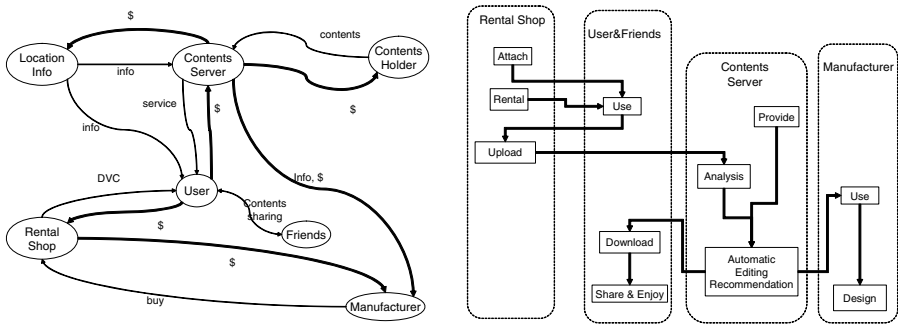 $
Location
Info
info
Contents
Server
contents
Contents
Holder
$
service
$
info
DVC
User
Info, $
Contents
sharing
Friends
Rental
Shop
$
$
buy
Manufacturer
Rental Shop
Attach
Rental
Upload
User&Friends
Use
Download
Share & Enjoy
Contents
Server
Provide
Analysis
Automatic
Editing
Recommendation
Manufacturer
Use
Design